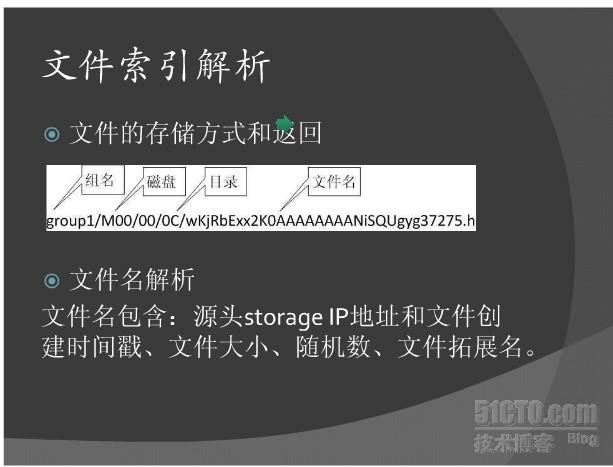 文件索引解析
文件的存储方式和返回
组名 磁盘 目录 文件名
group1/M00/00/0C/wKjRbExx2K0AAAAAAAANiSQUgyg37275.h
文件名解析
文件名包含：源头storage IP地址和文件创
建时间戳、文件大小、随机数、文件拓展名。
51CTO.com
技术博客 Blog